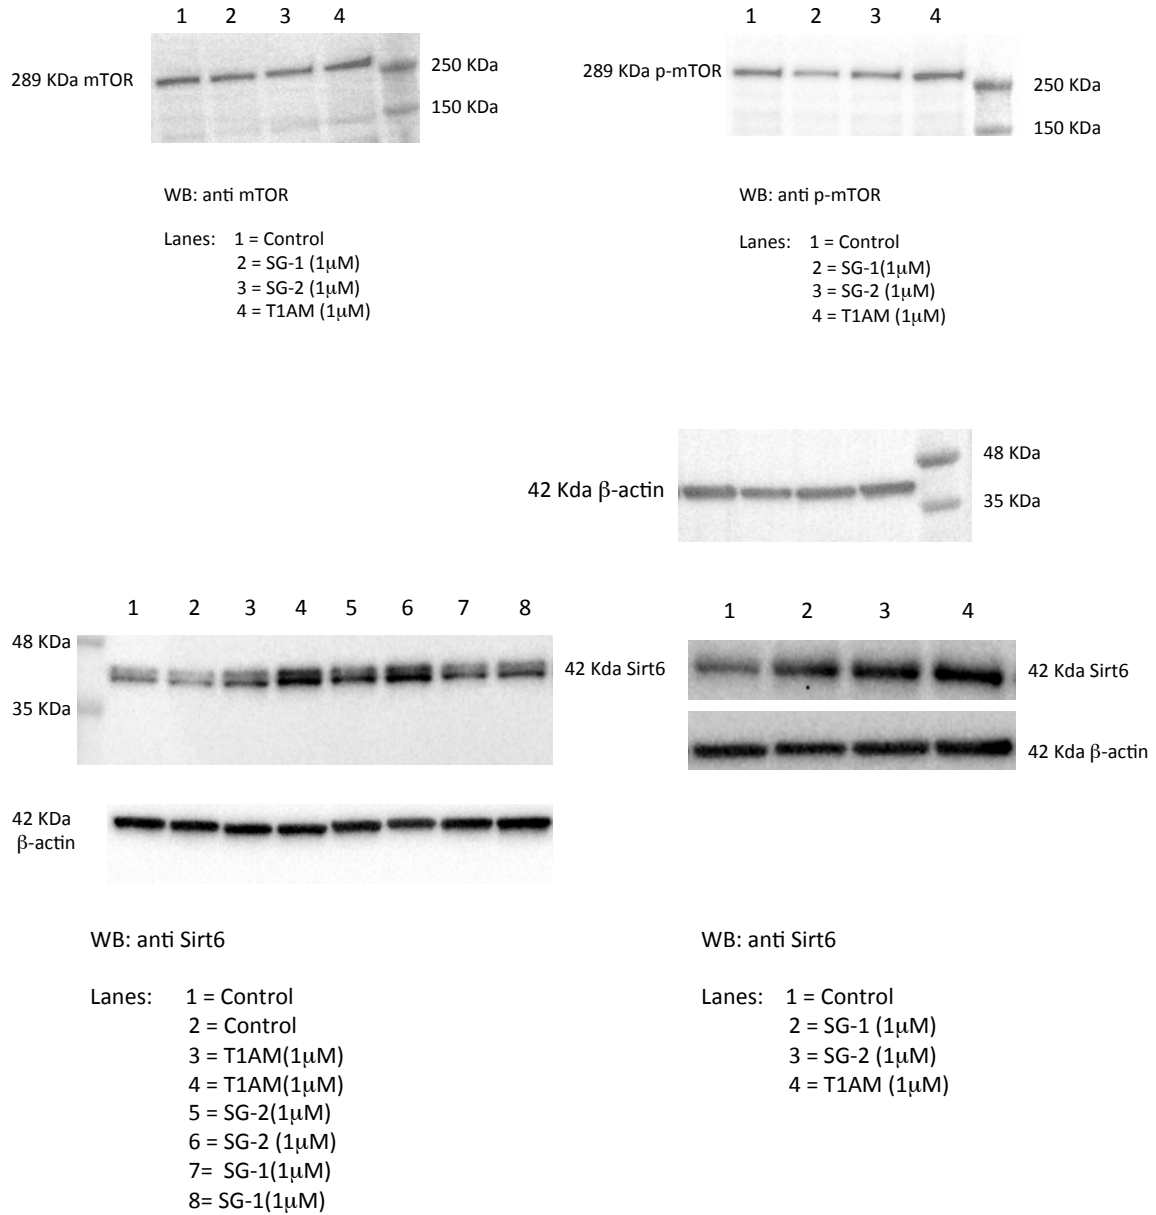 1 2 3 4
289 KDa mTOR
250 KDa
150 KDa
WB: anti mTOR
Lanes: 1 = Control
2 = SG-1 (1μM)
3 = SG-2 (1μM)
4 = T1AM (1μM)
1 2 3 4
289 KDa p-mTOR
250 KDa
150 KDa
WB: anti p-mTOR
Lanes: 1 = Control
2 = SG-1(1μM)
3 = SG-2 (1μM)
4 = T1AM (1μM)
48 KDa
42 Kda β-actin
35 KDa
1 2 3 4 5 6 7 8
48 KDa
42 Kda Sirt6
35 KDa
42 KDa
β-actin
WB: anti Sirt6
Lanes: 1 = Control
2 = Control
3 = T1AM(1μM)
4 = T1AM(1μM)
5 = SG-2(1μM)
6 = SG-2 (1μM)
7= SG-1(1μM)
8= SG-1(1μM)
1 2 3 4
42 Kda Sirt6
42 Kda β-actin
WB: anti Sirt6
Lanes: 1 = Control
2 = SG-1 (1μM)
3 = SG-2 (1μM)
4 = T1AM (1μM)